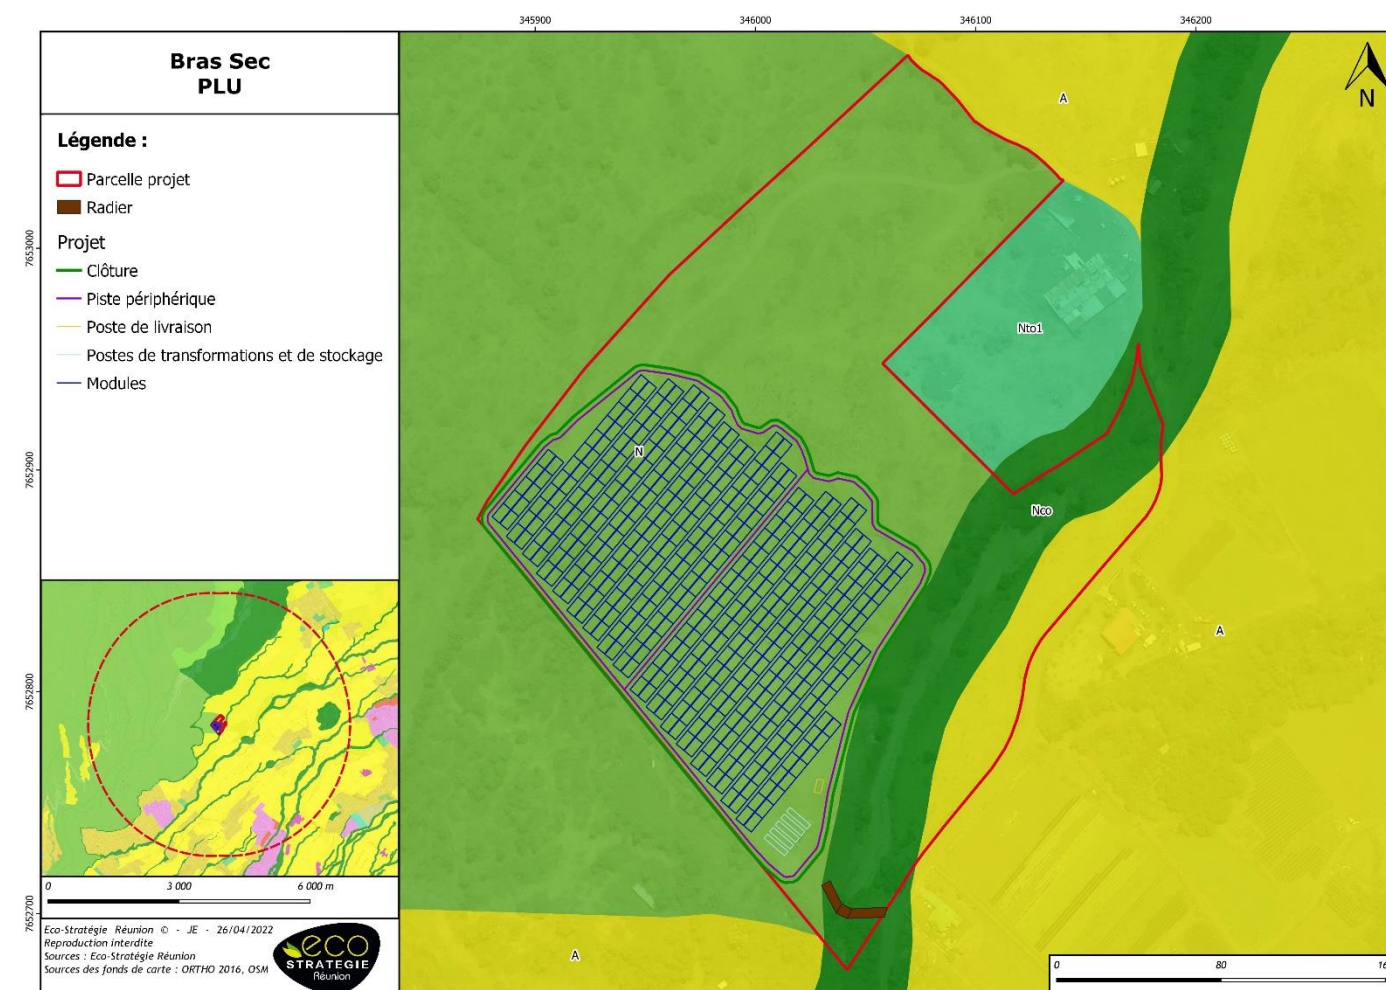 345900
346000
346100
346200
Bras Sec
PLU
Légende :
Parcelle projet
Radier
Projet
Clôture
Piste périphérique
Poste de livraison
Postes de transformations et de stockage
Modules
7653000
7652900
7652800
7652700
N
A
Nto1
N
Nco
A
A
0
3 000
6 000 m
0
80
Eco-Stratégie Réunion © - JE - 26/04/2022
Reproduction interdite
Sources : Eco-Stratégie Réunion
Sources des fonds de carte : ORTHO 2016, OSM
eco
STRATEGIE
Réunion